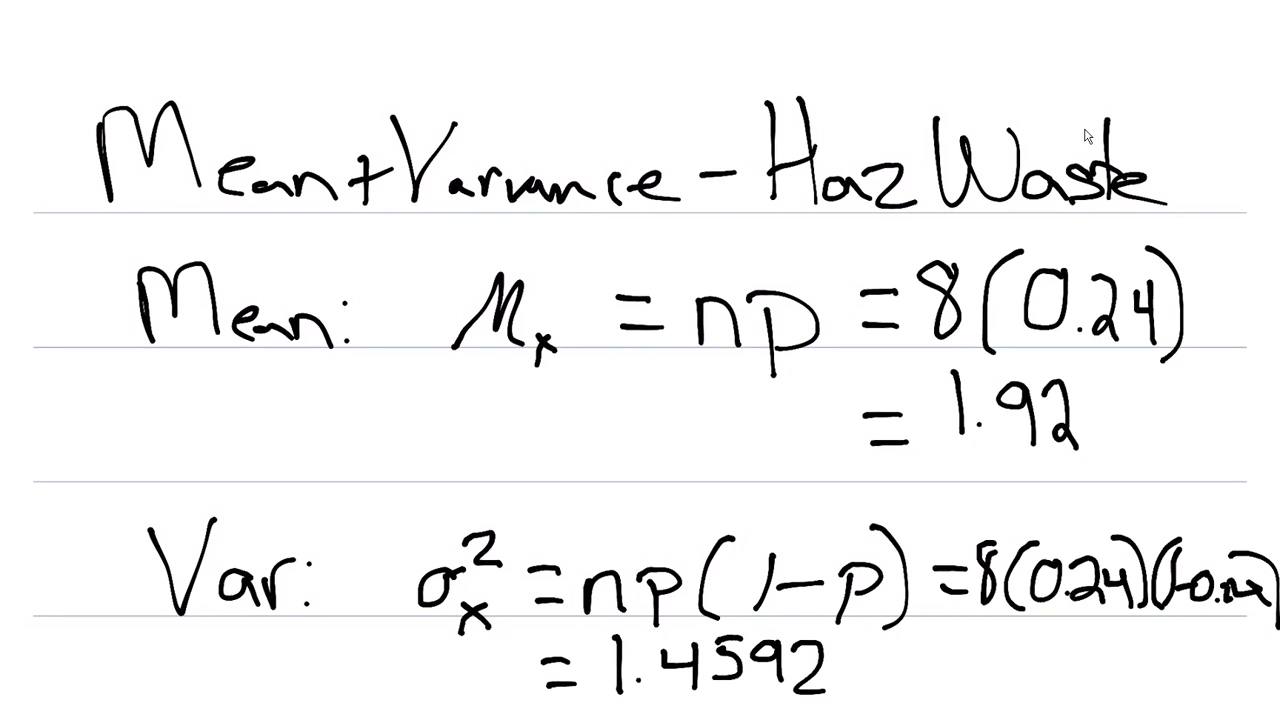 Mean + Variance - Haz Waste
Mean: μₓ = np = 8(0.24)
= 1.92
Var: σ²ₓ = np(1-p) = 8(0.24)(1-0.24)
= 1.4592